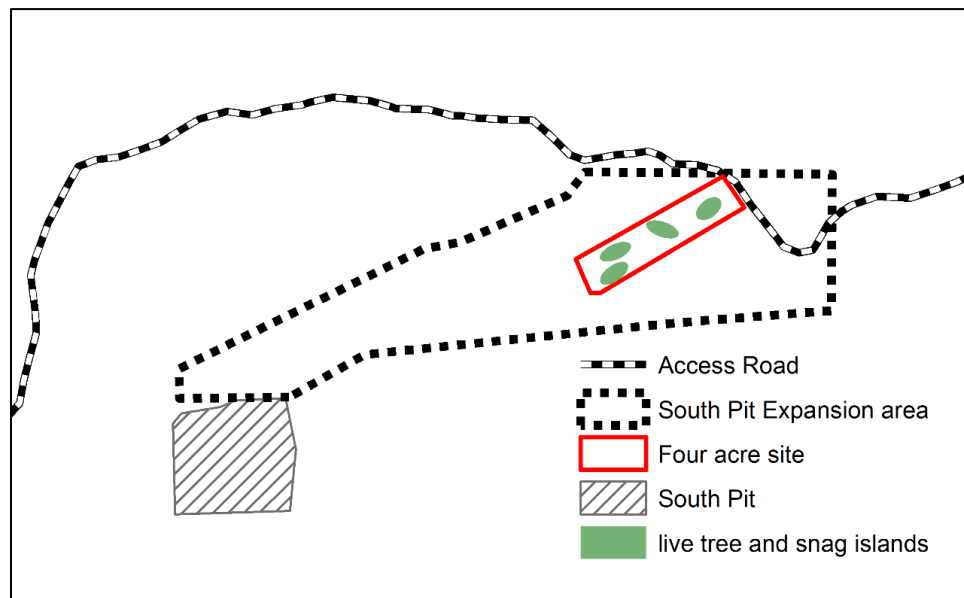 Access Road
South Pit Expansion area
Four acre site
South Pit
live tree and snag islands